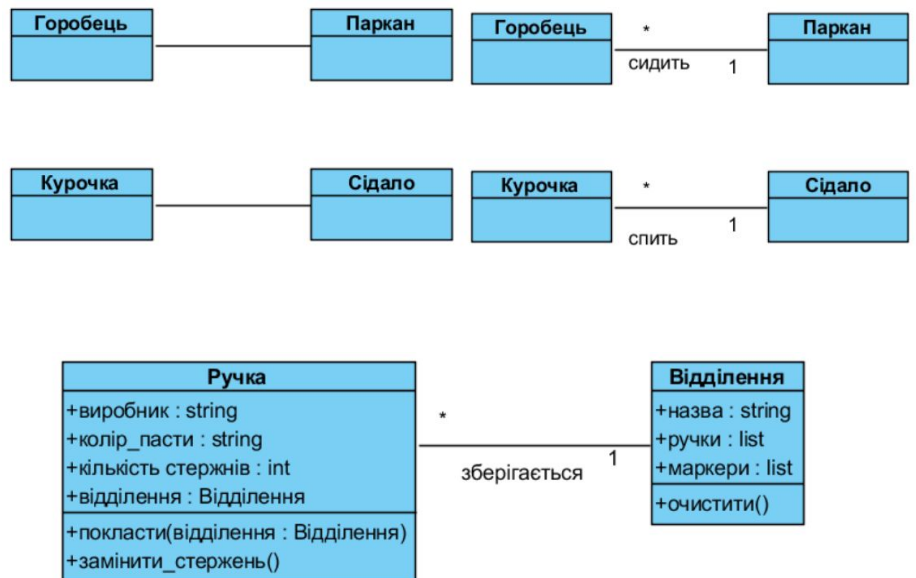 Горобець
Паркан
Горобець
*
сидить
1
Паркан
Курочка
Сідало
Курочка
*
спить
1
Сідало
Ручка
+виробник : string
+колір_пасти : string
+кількість стержнів : int
+відділення : Відділення
+покласти(відділення : Відділення)
+замінити_стержень()
*
зберігається
1
Відділення
+назва : string
+ручки : list
+маркери : list
+очистити()